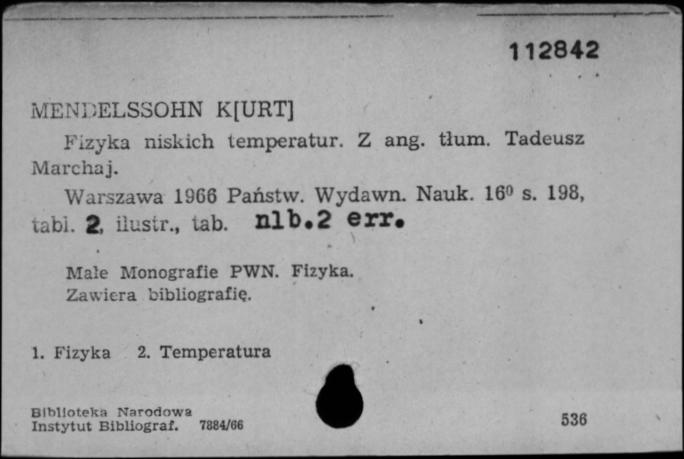 112842
MENDELSSOHN K[URT]
Fizyka niskich temperatur. Z ang. tłum. Tadeusz
Marchaj.
Warszawa 1966 Państw. Wydawn. Nauk. 16⁰ s. 198,
tabl. 2, ilustr., tab. nlb.2 err.
Małe Monografie PWN. Fizyka.
Zawiera bibliografię.
1. Fizyka 2. Temperatura
Biblioteka Narodowa
Instytut Bibliograf. 7884/66
536